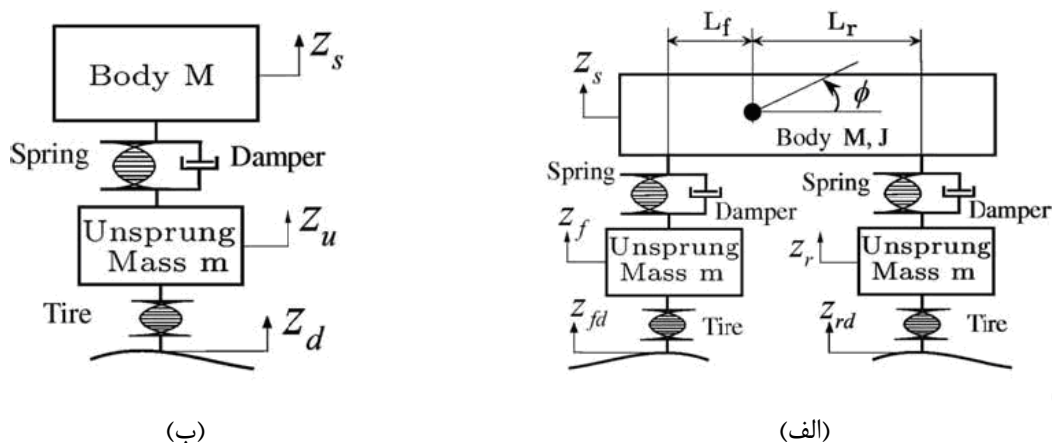 Z_s
Body M
Spring
Damper
Unsprung
Mass m
Z_u
Tire
Z_d
(ب)
L_f
L_r
Z_s
ϕ
Body M, J
Spring
Damper
Spring
Damper
Z_f
Unsprung
Mass m
Z_r
Unsprung
Mass m
Z_fd
Tire
Z_rd
Tire
(الف)